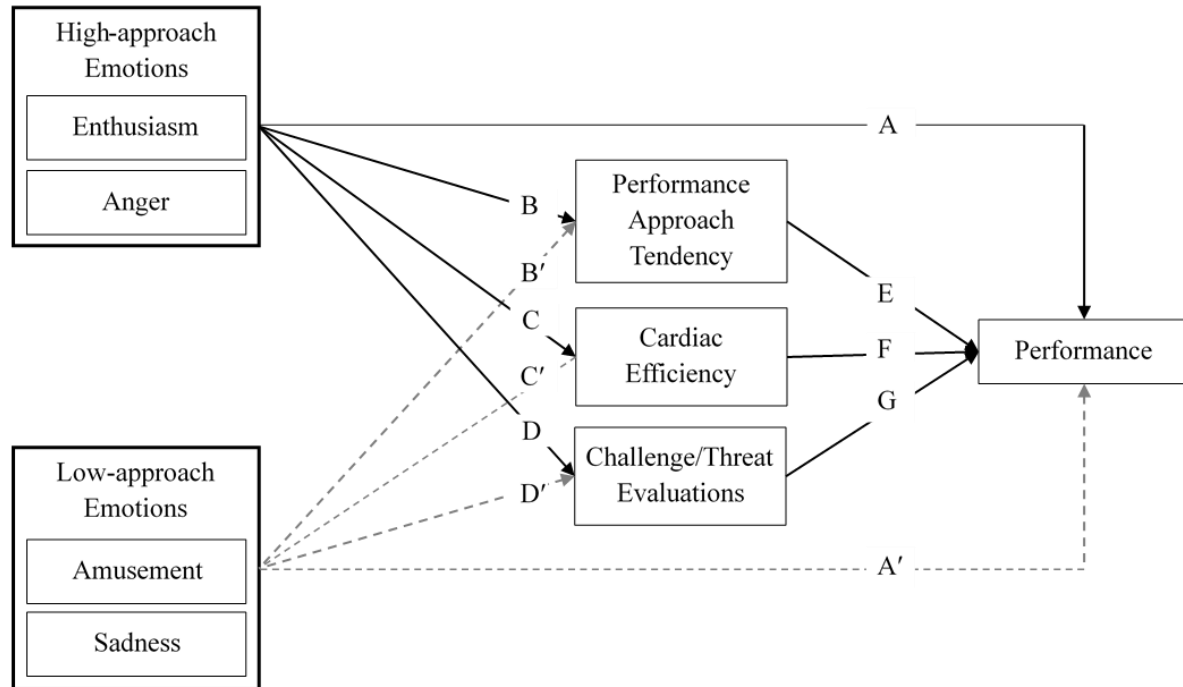 High-approach
Emotions
Enthusiasm
Anger
Low-approach
Emotions
Amusement
Sadness
A
B
B′
C
C′
D
D′
A′
Performance
Approach
Tendency
Cardiac
Efficiency
Challenge/Threat
Evaluations
E
F
G
Performance